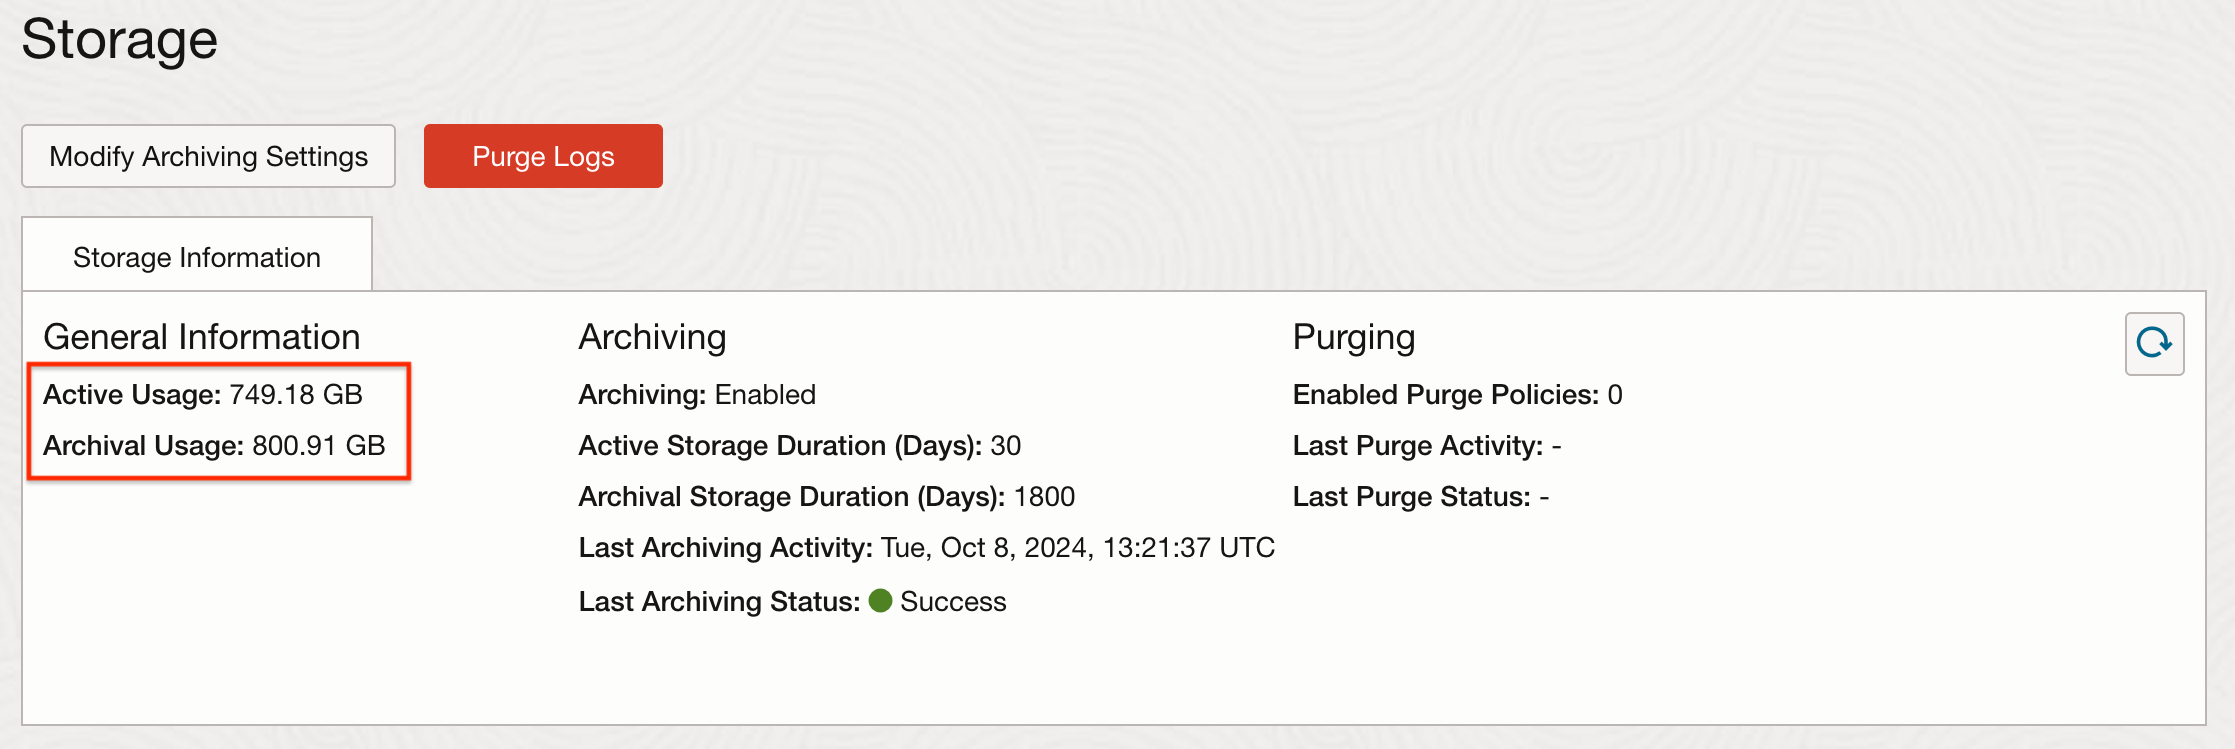 Storage
Modify Archiving Settings
Purge Logs
Storage Information
General Information
Active Usage: 749.18 GB
Archival Usage: 800.91 GB
Archiving
Archiving: Enabled
Active Storage Duration (Days): 30
Archival Storage Duration (Days): 1800
Last Archiving Activity: Tue, Oct 8, 2024, 13:21:37 UTC
Last Archiving Status: Success
Purging
Enabled Purge Policies: 0
Last Purge Activity: -
Last Purge Status: -